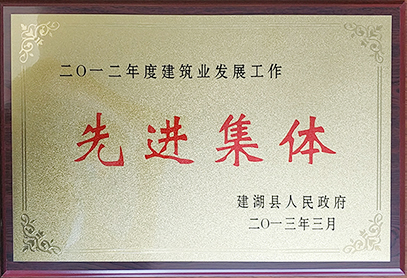 二〇一二年度建筑业发展工作
先进集体
建湖县人民政府
二〇一三年三月